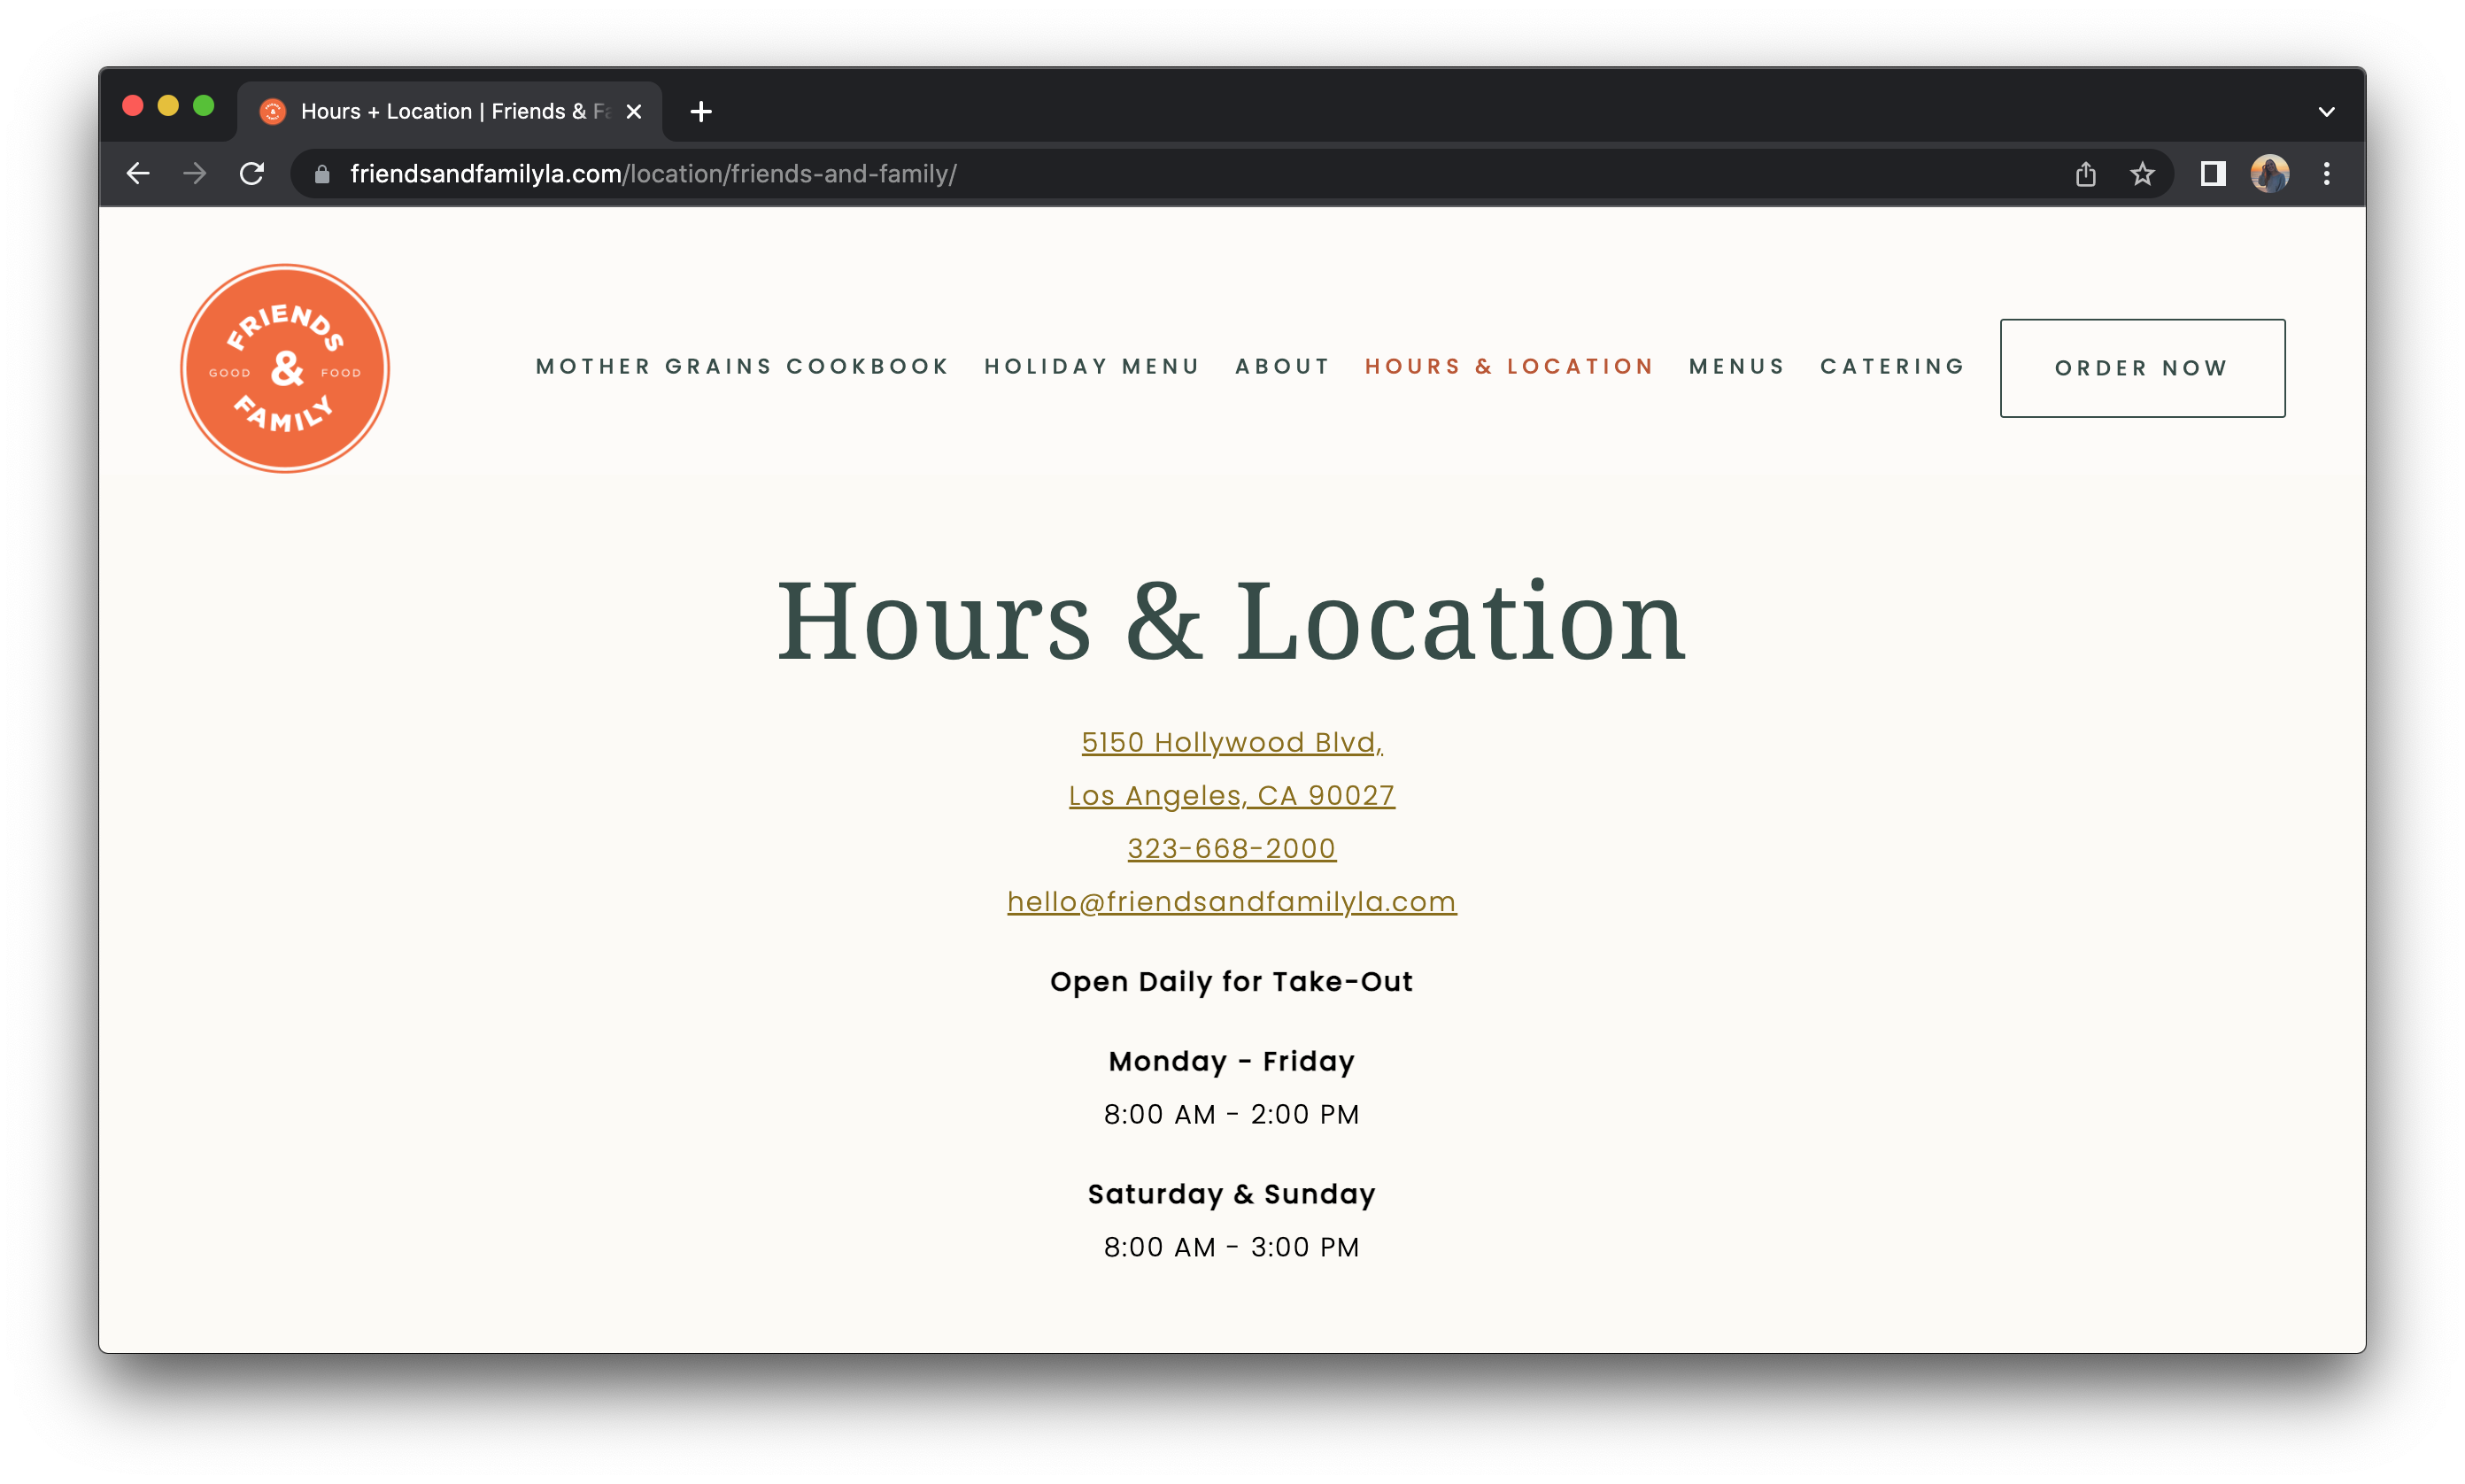 Hours + Location | Friends & Fa
friendsandfamilyla.com/location/friends-and-family/
FRIENDS
GOOD & FOOD
FAMILY
MOTHER GRAINS COOKBOOK HOLIDAY MENU ABOUT HOURS & LOCATION MENUS CATERING ORDER NOW
Hours & Location
5150 Hollywood Blvd,
Los Angeles, CA 90027
323-668-2000
hello@friendsandfamilyla.com
Open Daily for Take-Out
Monday - Friday
8:00 AM - 2:00 PM
Saturday & Sunday
8:00 AM - 3:00 PM